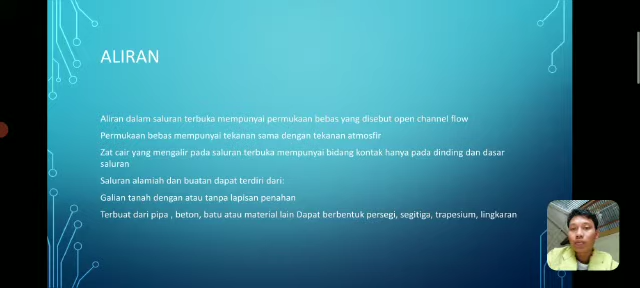 ALIRAN
Aliran dalam saluran terbuka mempunyai permukaan bebas yang disebut open channel flow
Permukaan bebas mempunyai tekanan sama dengan tekanan atmosfir
Zat cair yang mengalir pada saluran terbuka mempunyai bidang kontak hanya pada dinding dan dasar
saluran
Saluran alamiah dan buatan dapat terdiri dari:
Galian tanah dengan atau tanpa lapisan penahan
Terbuat dari pipa , beton, batu atau material lain Dapat berbentuk persegi, segitiga, trapesium, lingkaran